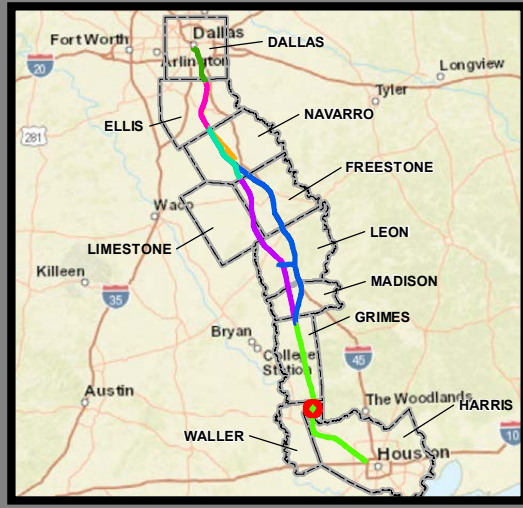 Dallas
DALLAS
Fort Worth
Arlington
20
Longview
Tyler
281
ELLIS
NAVARRO
FREESTONE
Waco
LIMESTONE
LEON
Killeen
MADISON
35
GRIMES
Bryan
College
Station
45
Austin
The Woodlands
HARRIS
WALLER
10
Houston